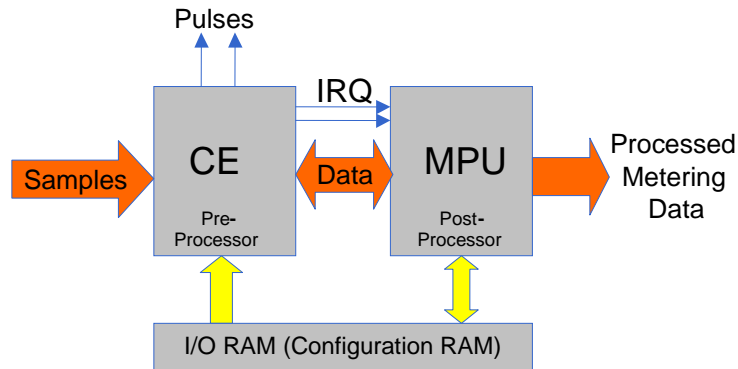 Pulses
IRQ
CE
MPU
Samples
Data
Processed
Metering
Data
Pre-
Processor
Post-
Processor
I/O RAM (Configuration RAM)